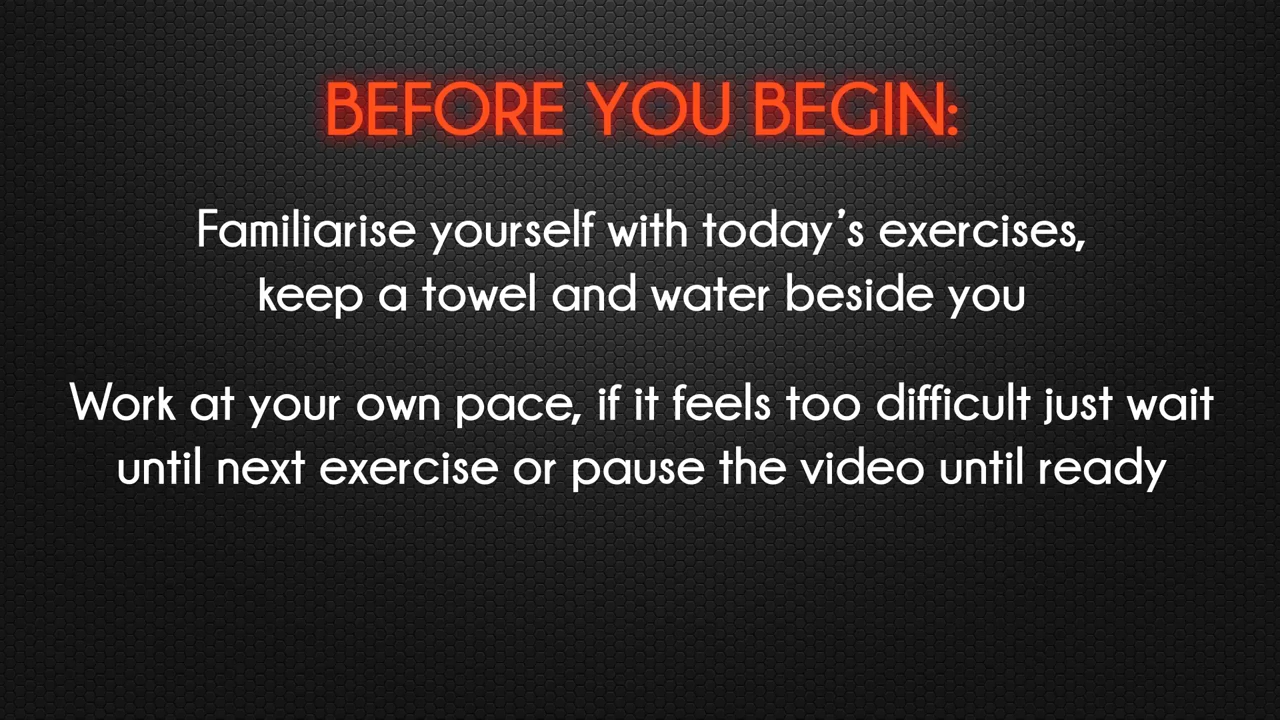 BEFORE YOU BEGIN:
Familiarise yourself with today's exercises,
keep a towel and water beside you
Work at your own pace, if it feels too difficult just wait
until next exercise or pause the video until ready